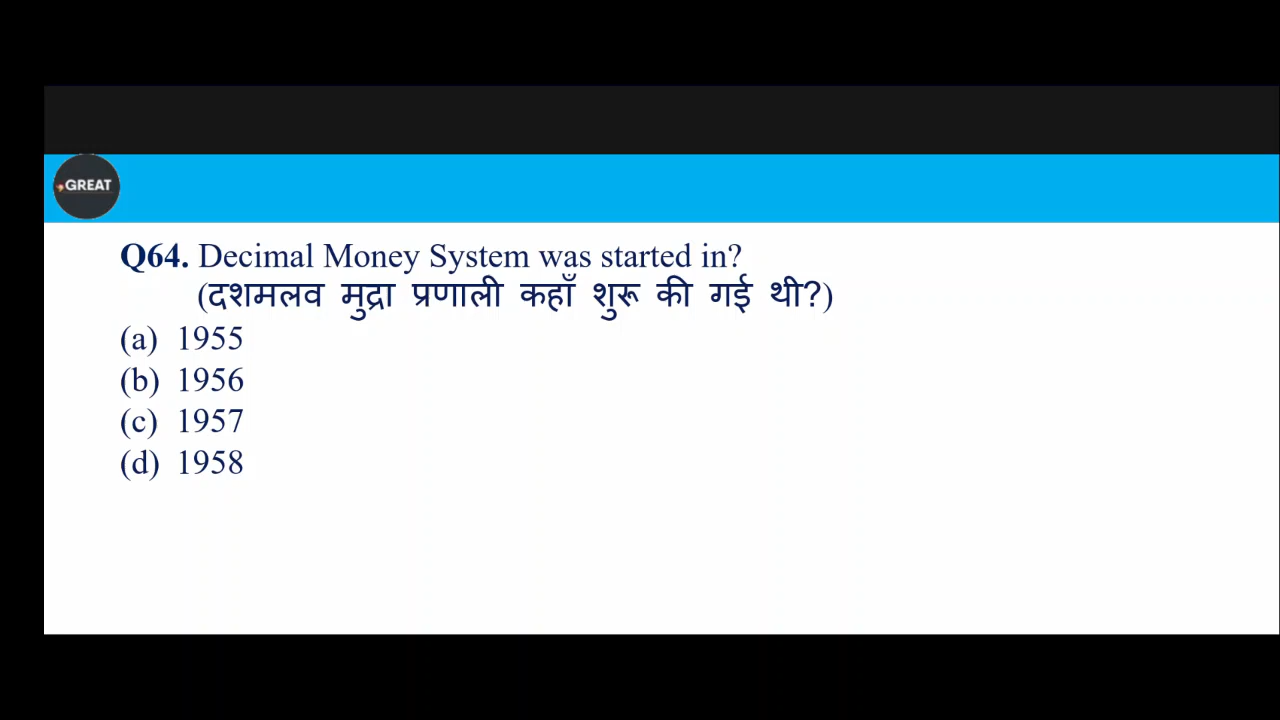 GREAT
Q64. Decimal Money System was started in?
(दशमलव मुद्रा प्रणाली कहाँ शुरू की गई थी?)
(a) 1955
(b) 1956
(c) 1957
(d) 1958